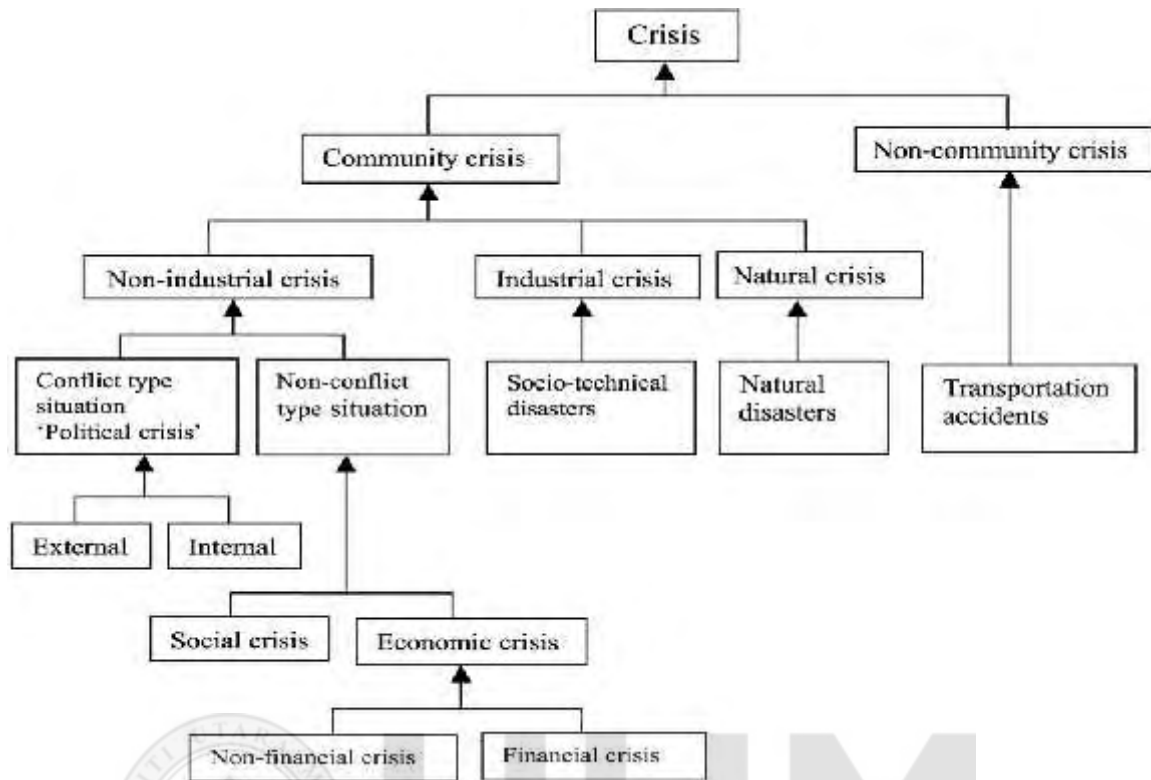 Crisis
Community crisis
Non-community crisis
Non-industrial crisis
Industrial crisis
Natural crisis
Conflict type
situation
‘Political crisis’
Non-conflict
type situation
Socio-technical
disasters
Natural
disasters
Transportation
accidents
External
Internal
Social crisis
Economic crisis
Non-financial crisis
Financial crisis
UTARA